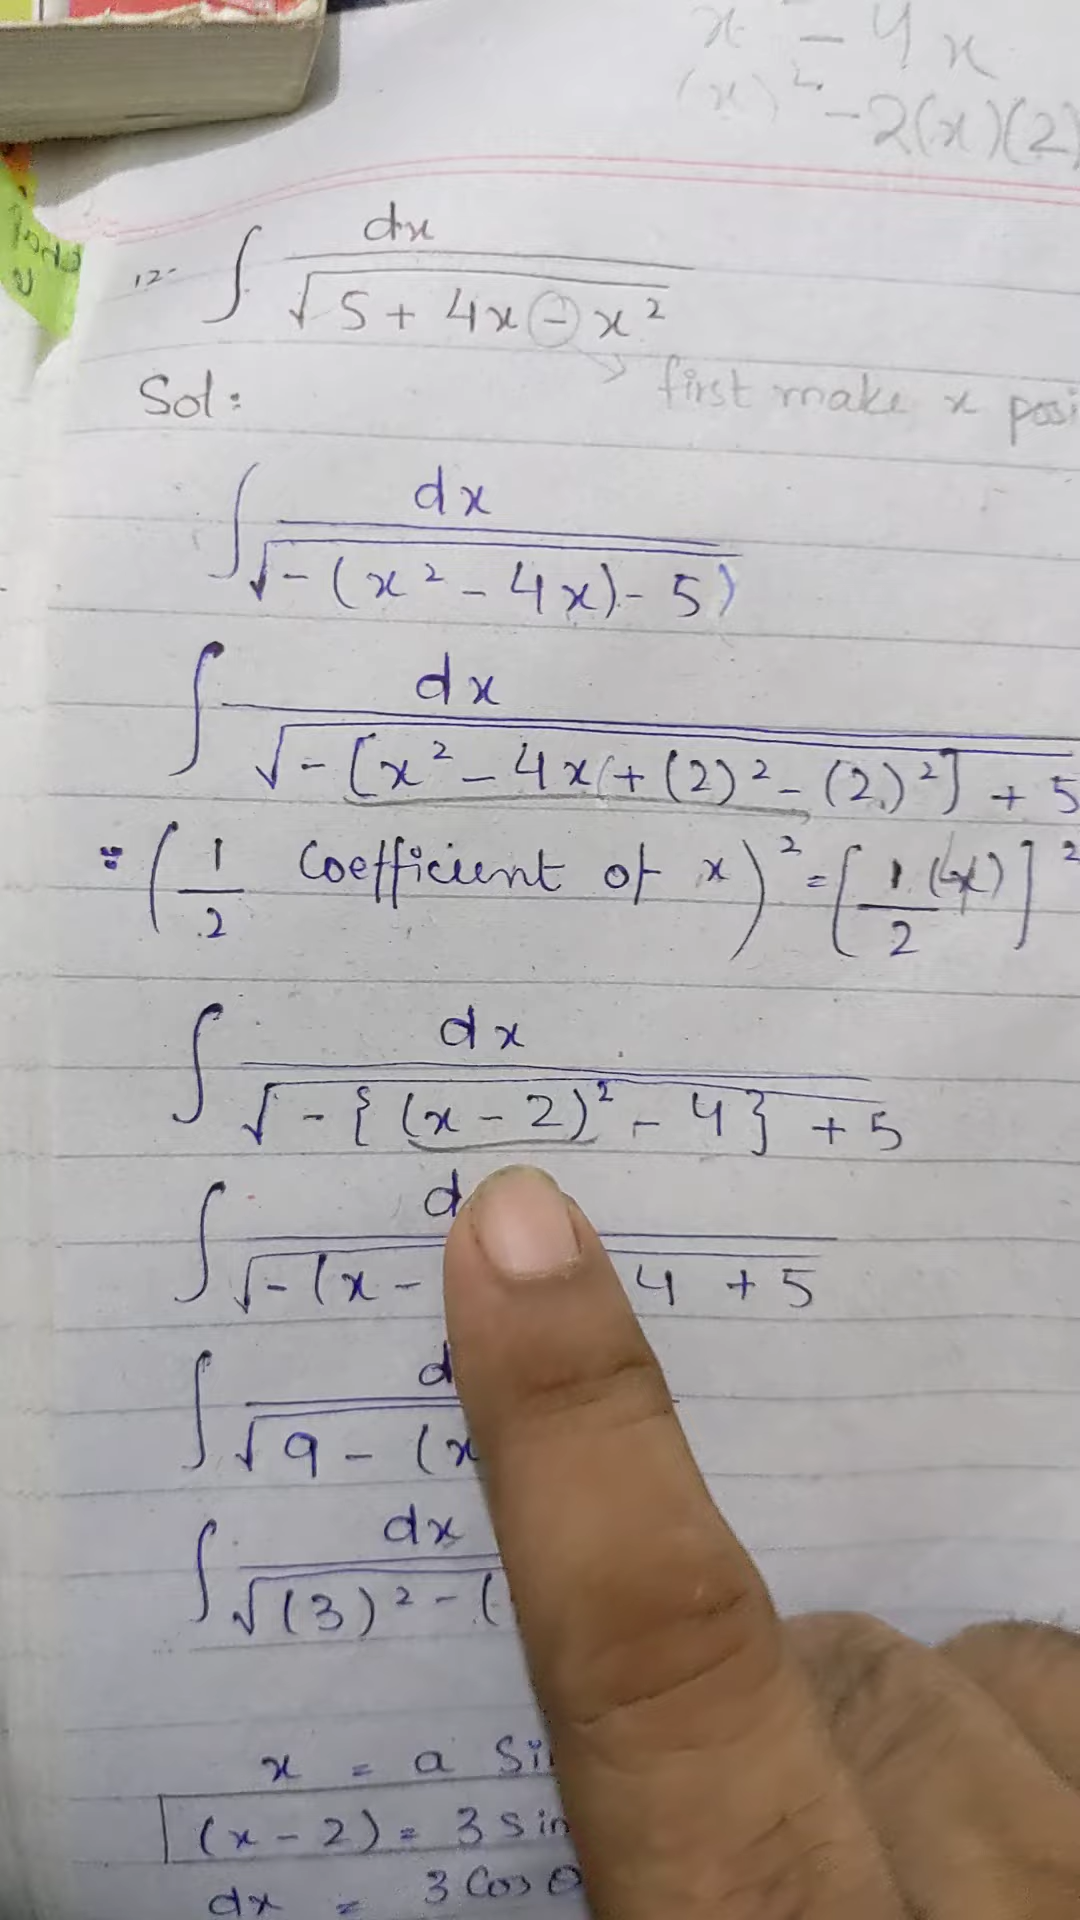 x² - 4x
(x)² - 2(x)(2)
12- ∫ dx / √5 + 4x - x²
Sol: first make x posi
∫ dx / √-(x² - 4x) - 5)
∫ dx / √-[x² - 4x + (2)² - (2)²] + 5
= (1/2 Coefficient of x)² = [1/2 (4x)]²
∫ dx / √-{(x - 2)² - 4} + 5
∫ d / √-(x - 4 + 5
∫ d / √9 - (x
∫ dx / √(3)² - (
x = a Sin
(x - 2) = 3 Sin
dx = 3 Cos θ